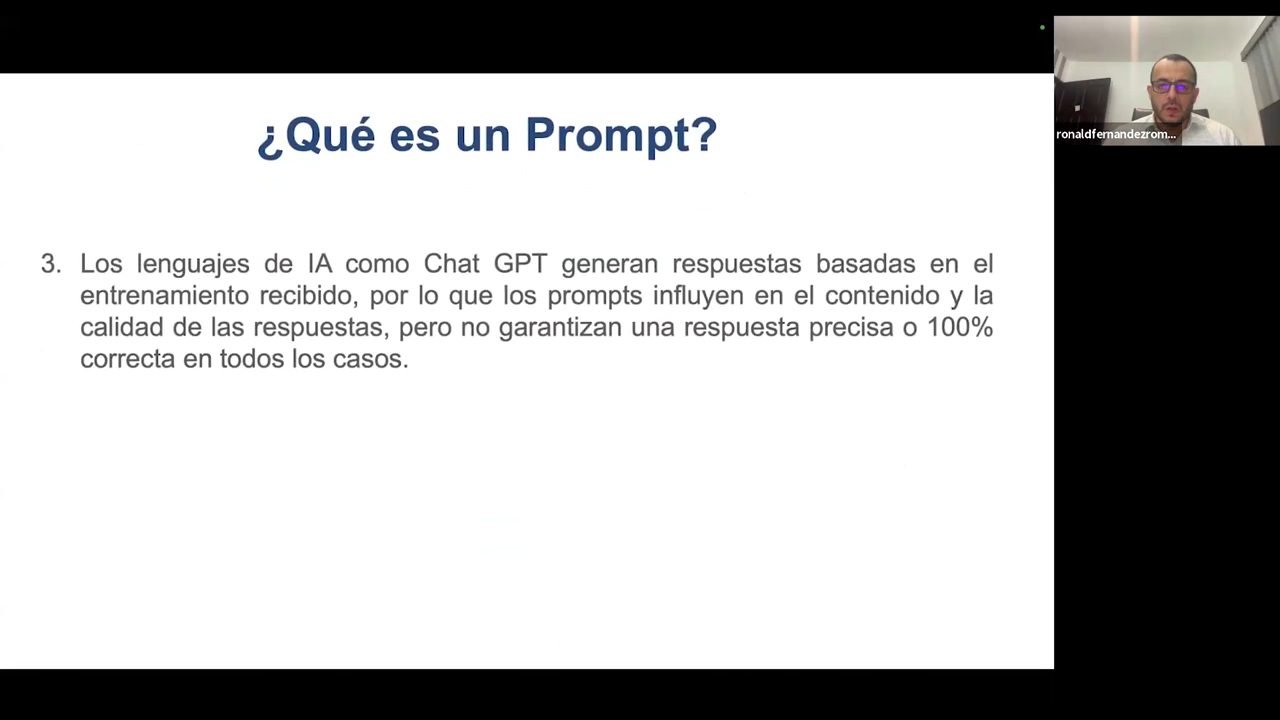 ¿Qué es un Prompt?
ronaldfernandezrom...
3. Los lenguajes de IA como Chat GPT generan respuestas basadas en el
entrenamiento recibido, por lo que los prompts influyen en el contenido y la
calidad de las respuestas, pero no garantizan una respuesta precisa o 100%
correcta en todos los casos.